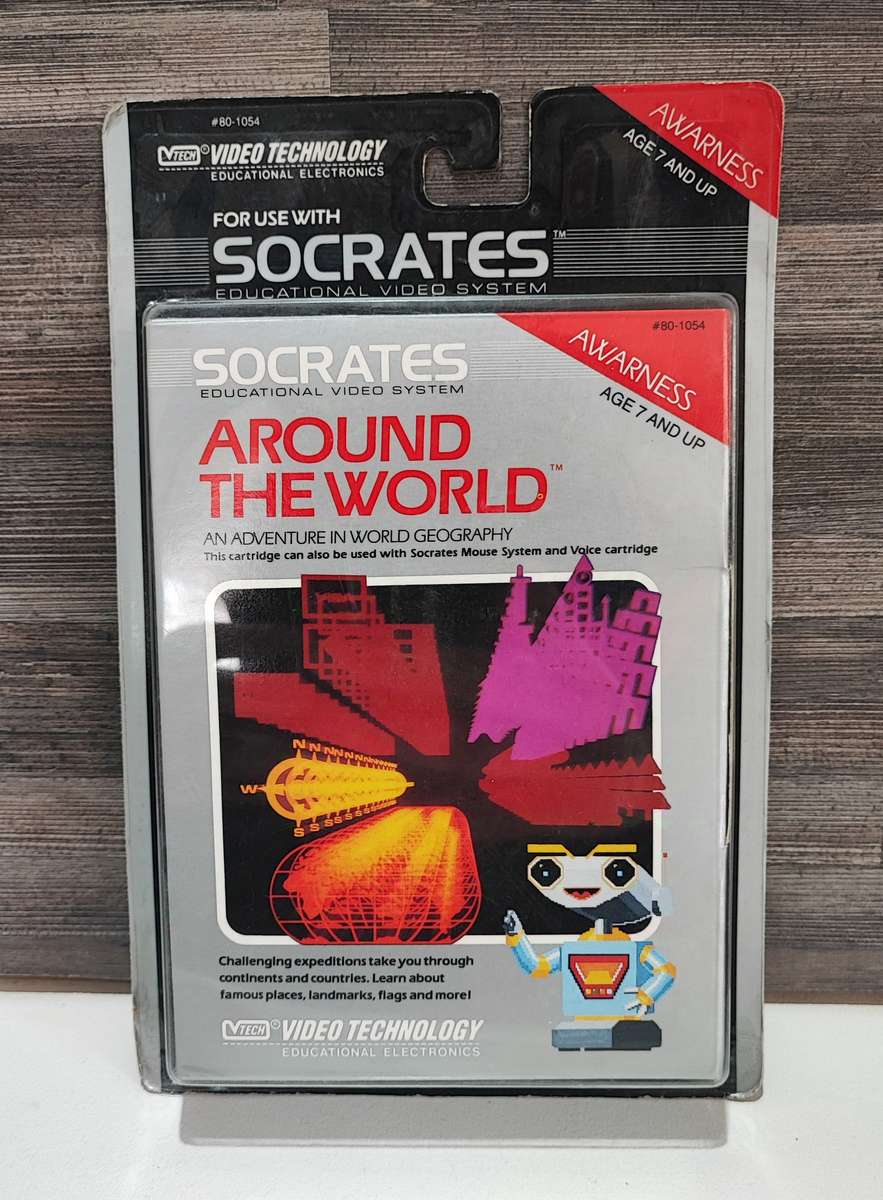 #80-1054
VTECH® VIDEO TECHNOLOGY
EDUCATIONAL ELECTRONICS
AWARNESS
AGE 7 AND UP
FOR USE WITH
SOCRATES™
EDUCATIONAL VIDEO SYSTEM
#80-1054
AWARNESS
AGE 7 AND UP
SOCRATES
EDUCATIONAL VIDEO SYSTEM
AROUND
THE WORLD™
AN ADVENTURE IN WORLD GEOGRAPHY
This cartridge can also be used with Socrates Mouse System and Voice cartridge
N N N N N N N N N N N
W
S S S S S S S S S S S
Challenging expeditions take you through
continents and countries. Learn about
famous places, landmarks, flags and more!
VTECH® VIDEO TECHNOLOGY
EDUCATIONAL ELECTRONICS